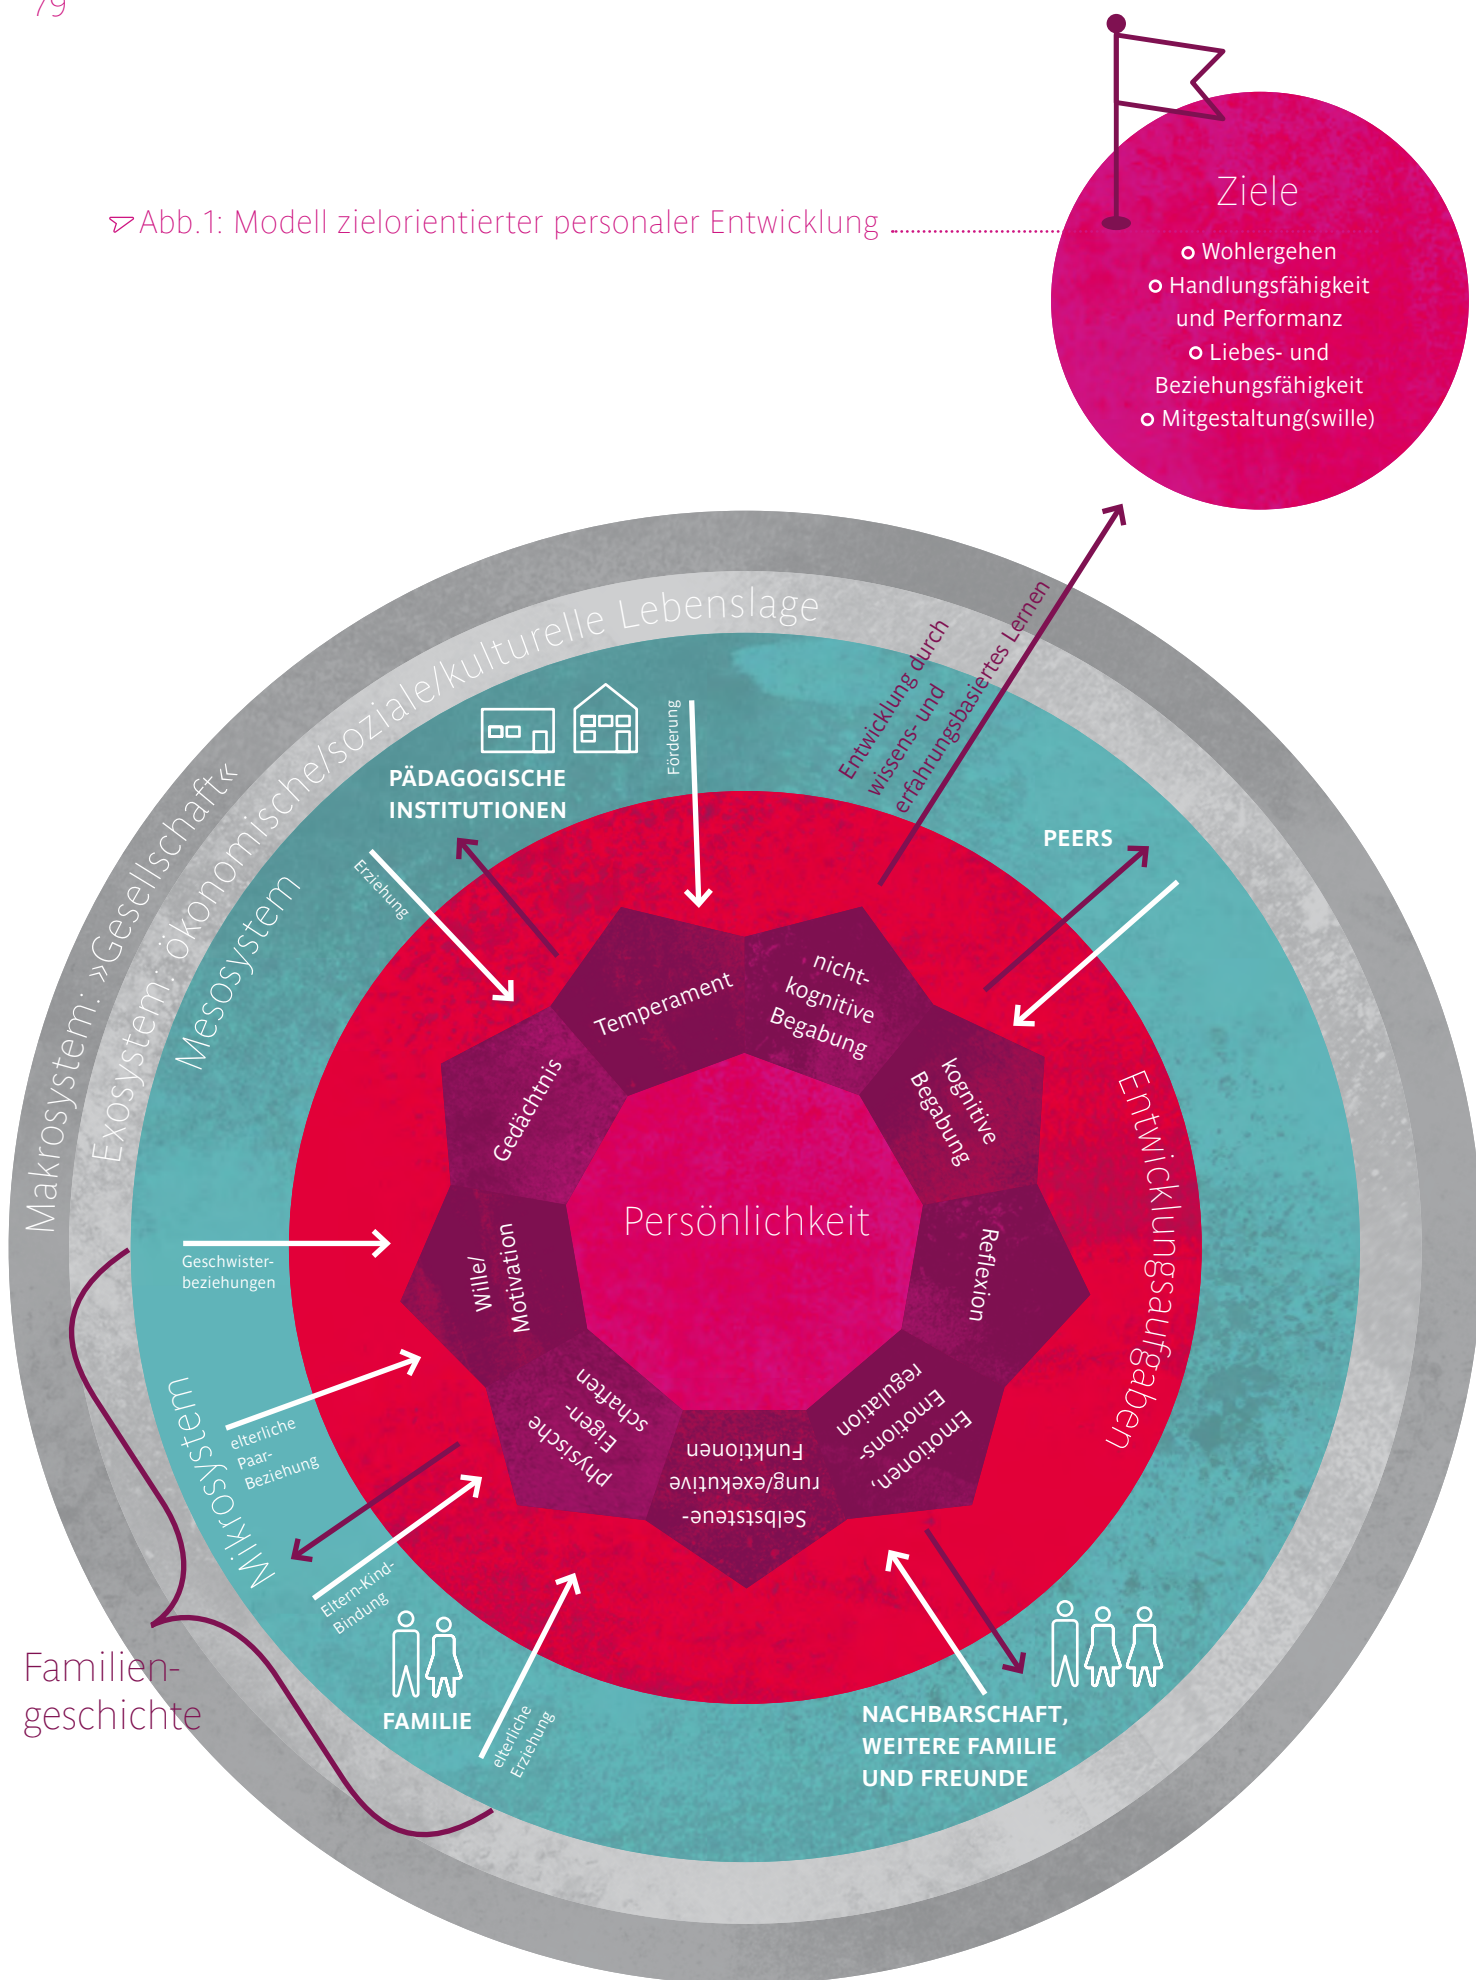 79
Abb.1: Modell zielorientierter personaler Entwicklung
Ziele
Wohlergehen
Handlungsfähigkeit
und Performanz
Liebes- und
Beziehungsfähigkeit
Mitgestaltung(swille)
Makrosystem: »Gesellschaft«
Exosystem: ökonomische/soziale/kulturelle Lebenslage
Mesosystem
Mikrosystem
PÄDAGOGISCHE
INSTITUTIONEN
Förderung
Erziehung
Entwicklung durch
wissens- und
erfahrungsbasiertes Lernen
PEERS
Entwicklungsaufgaben
Temperament
nicht-
kognitive
Begabung
kognitive
Begabung
Reflexion
Emotionen,
Emotions-
regulation
Selbststeue-
rung/exekutive
Funktionen
physische
Eigen-
schaften
Wille/
Motivation
Gedächtnis
Persönlichkeit
Geschwister-
beziehungen
elterliche
Paar-
Beziehung
Eltern-Kind-
Bindung
elterliche
Erziehung
FAMILIE
Familien-
geschichte
NACHBARSCHAFT,
WEITERE FAMILIE
UND FREUNDE